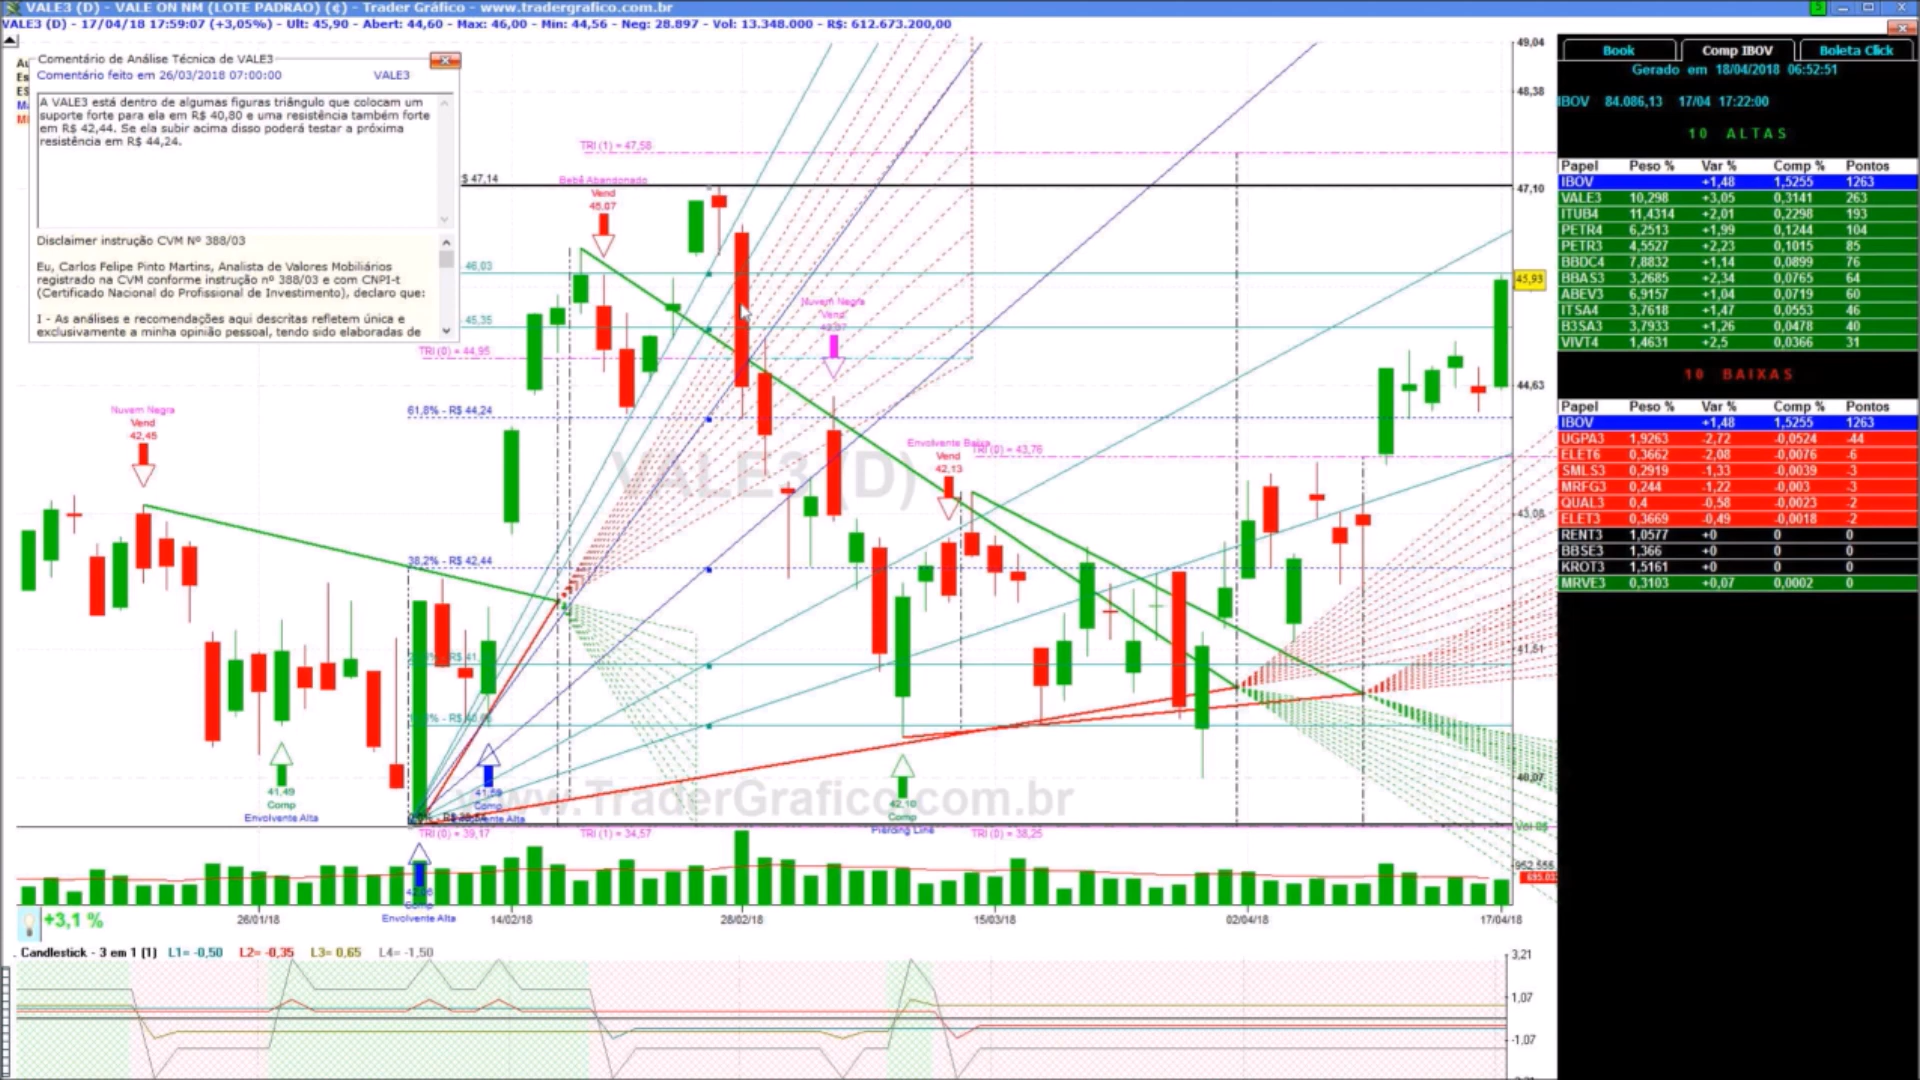 VALE3 (D) - VALE ON NM (LOTE PADRAO) (¢) - Trader Gráfico - www.tradergrafico.com.br
VALE3 (D) - 17/04/18 17:59:07 (+3,05%) - Ult: 45,90 - Abert: 44,60 - Max: 46,00 - Min: 44,56 - Neg: 28.897 - Vol: 13.348.000 - R$: 612.673.200,00
Comentário de Análise Técnica de VALE3
Comentário feito em 26/03/2018 07:00:00 VALE3
A VALE3 está dentro de algumas figuras triângulo que colocam um
suporte forte para ela em R$ 40,80 e uma resistência também forte
em R$ 42,44. Se ela subir acima disso poderá testar a próxima
resistência em R$ 44,24.
Disclaimer instrução CVM Nº 388/03
Eu, Carlos Felipe Pinto Martins, Analista de Valores Mobiliários
registrado na CVM conforme instrução nº 388/03 e com CNPI-t
(Certificado Nacional do Profissional de Investimento), declaro que:
I - As análises e recomendações aqui descritas refletem única e
exclusivamente a minha opinião pessoal, tendo sido elaboradas de
TRI (1) = 47,58
$ 47,14
Bebê Abandonado
Vend
45,07
46,03
45,35
TRI (0) = 44,95
Nuvem Negra
Vend
61,8% - R$ 44,24
Nuvem Negra
Vend
42,45
Envolvente Baixa
Vend
42,13
TRI (0) = 43,76
VALE3 (D)
38,2% - R$ 42,44
41,49
Comp
Envolvente Alta
Comp
42,10
Comp
Piercing Line
www.TraderGrafico.com.br
TRI (0) = 39,17
TRI (1) = 34,57
TRI (0) = 38,25
Envolvente Alta
49,04
48,38
47,10
45,93
44,63
43,08
41,51
40,07
952.556
26/01/18
14/02/18
28/02/18
15/03/18
02/04/18
17/04/18
+3,1 %
Candlestick - 3 em 1 (1) L1= -0,50 L2= -0,35 L3= 0,65 L4= -1,50
3,21
1,07
-1,07
Book Comp IBOV Boleta Click
Gerado em 18/04/2018 06:52:51
IBOV 84.086,13 17/04 17:22:00
10 ALTAS
Papel Peso % Var % Comp % Pontos
IBOV +1,48 1,5255 1263
VALE3 10,298 +3,05 0,3141 263
ITUB4 11,4314 +2,01 0,2298 193
PETR4 6,2513 +1,99 0,1244 104
PETR3 4,5527 +2,23 0,1015 85
BBDC4 7,8832 +1,14 0,0899 76
BBAS3 3,2685 +2,34 0,0765 64
ABEV3 6,9157 +1,04 0,0719 60
ITSA4 3,7618 +1,47 0,0553 46
B3SA3 3,7933 +1,26 0,0478 40
VIVT4 1,4631 +2,5 0,0366 31
10 BAIXAS
Papel Peso % Var % Comp % Pontos
IBOV +1,48 1,5255 1263
UGPA3 1,9263 -2,72 -0,0524 -44
ELET6 0,3662 -2,08 -0,0076 -6
SMLS3 0,2919 -1,33 -0,0039 -3
MRFG3 0,244 -1,22 -0,003 -3
QUAL3 0,4 -0,58 -0,0023 -2
ELET3 0,3669 -0,49 -0,0018 -2
RENT3 1,0577 +0 0 0
BBSE3 1,366 +0 0 0
KROT3 1,5161 +0 0 0
MRVE3 0,3103 +0,07 0,0002 0